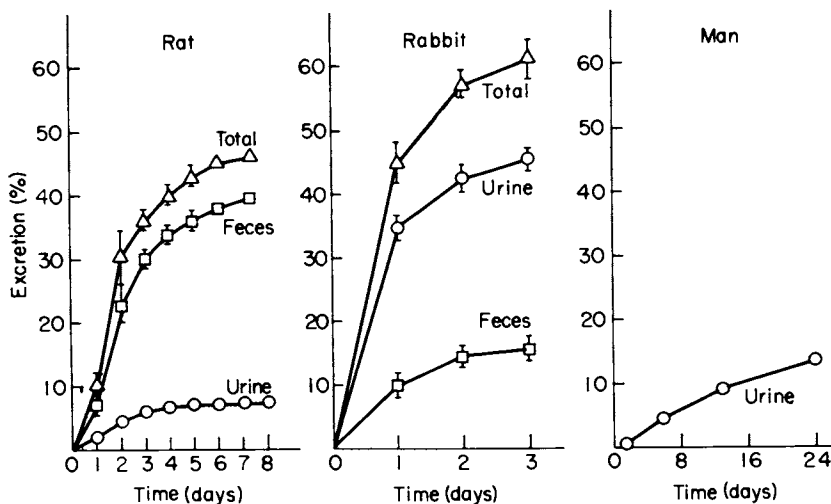 Rat
Excretion (%)
60
50
40
30
20
10
0
Total
Feces
Urine
1 2 3 4 5 6 7 8
Time (days)
Rabbit
60
50
40
30
20
10
Total
Urine
Feces
0 1 2 3
Time (days)
Man
60
50
40
30
20
10
0
Urine
0 8 16 24
Time (days)